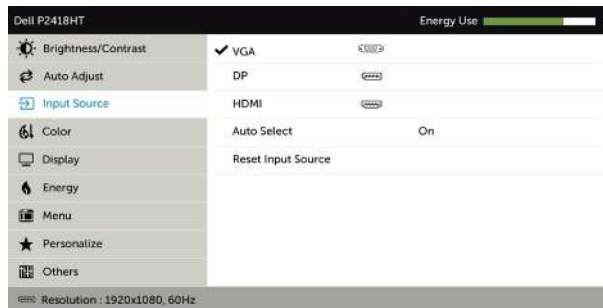 Dell P2418HT Energy Use
Brightness/Contrast VGA
Auto Adjust DP
Input Source HDMI
Color Auto Select On
Display Reset Input Source
Energy
Menu
Personalize
Others
Resolution : 1920x1080, 60Hz